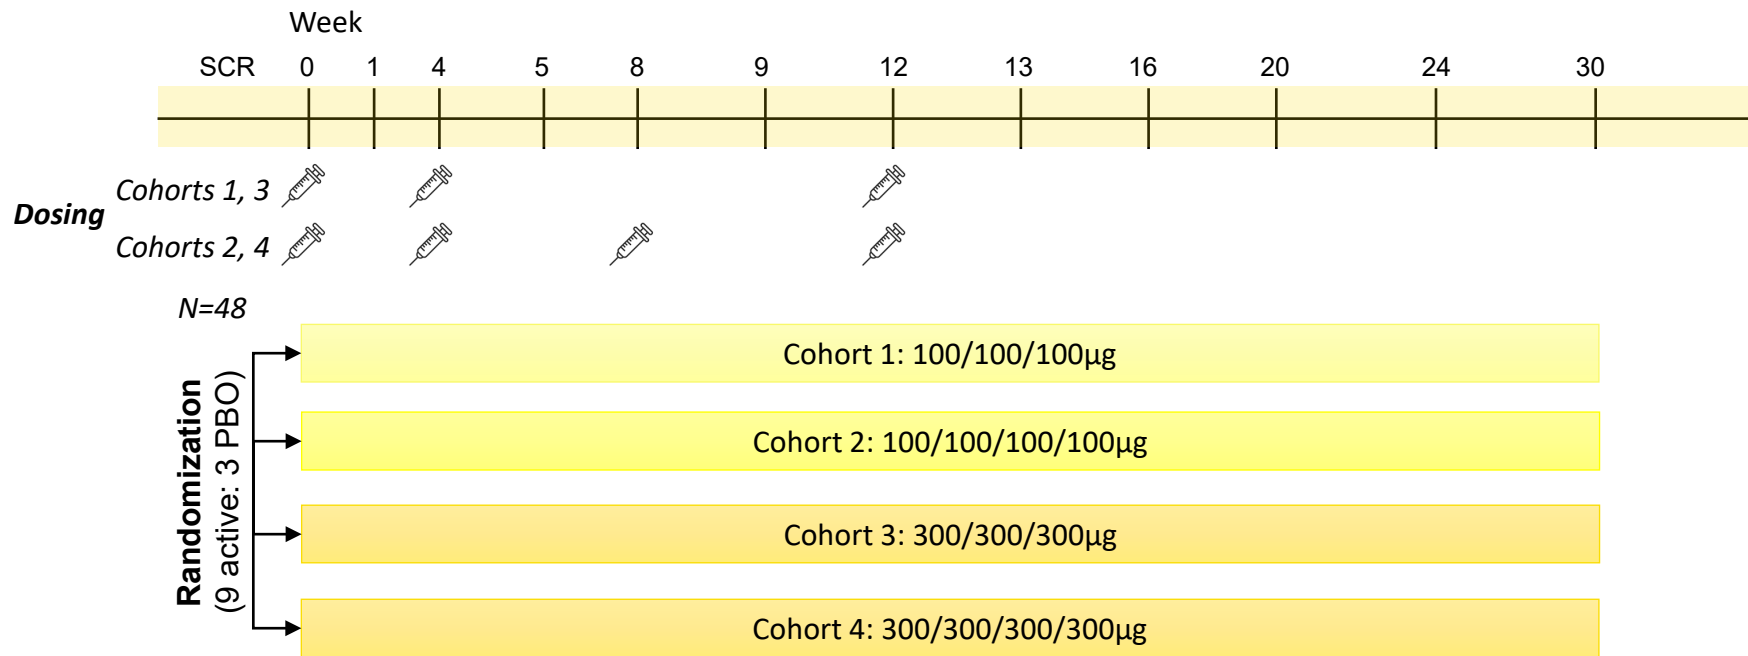 Week
SCR 0 1 4 5 8 9 12 13 16 20 24 30
Dosing
Cohorts 1, 3
Cohorts 2, 4
N=48
Randomization
(9 active: 3 PBO)
Cohort 1: 100/100/100µg
Cohort 2: 100/100/100/100µg
Cohort 3: 300/300/300µg
Cohort 4: 300/300/300/300µg